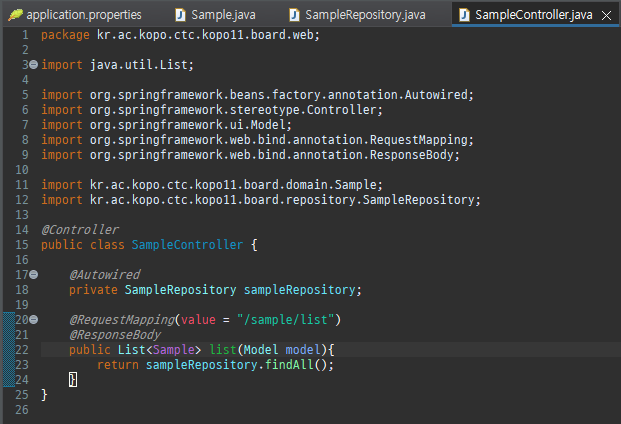 application.properties Sample.java SampleRepository.java SampleController.java
1 package kr.ac.kopo.ctc.kopo11.board.web;
2
3 import java.util.List;
4
5 import org.springframework.beans.factory.annotation.Autowired;
6 import org.springframework.stereotype.Controller;
7 import org.springframework.ui.Model;
8 import org.springframework.web.bind.annotation.RequestMapping;
9 import org.springframework.web.bind.annotation.ResponseBody;
10
11 import kr.ac.kopo.ctc.kopo11.board.domain.Sample;
12 import kr.ac.kopo.ctc.kopo11.board.repository.SampleRepository;
13
14 @Controller
15 public class SampleController {
16
17 @Autowired
18 private SampleRepository sampleRepository;
19
20 @RequestMapping(value = "/sample/list")
21 @ResponseBody
22 public List<Sample> list(Model model){
23 return sampleRepository.findAll();
24 }
25 }
26